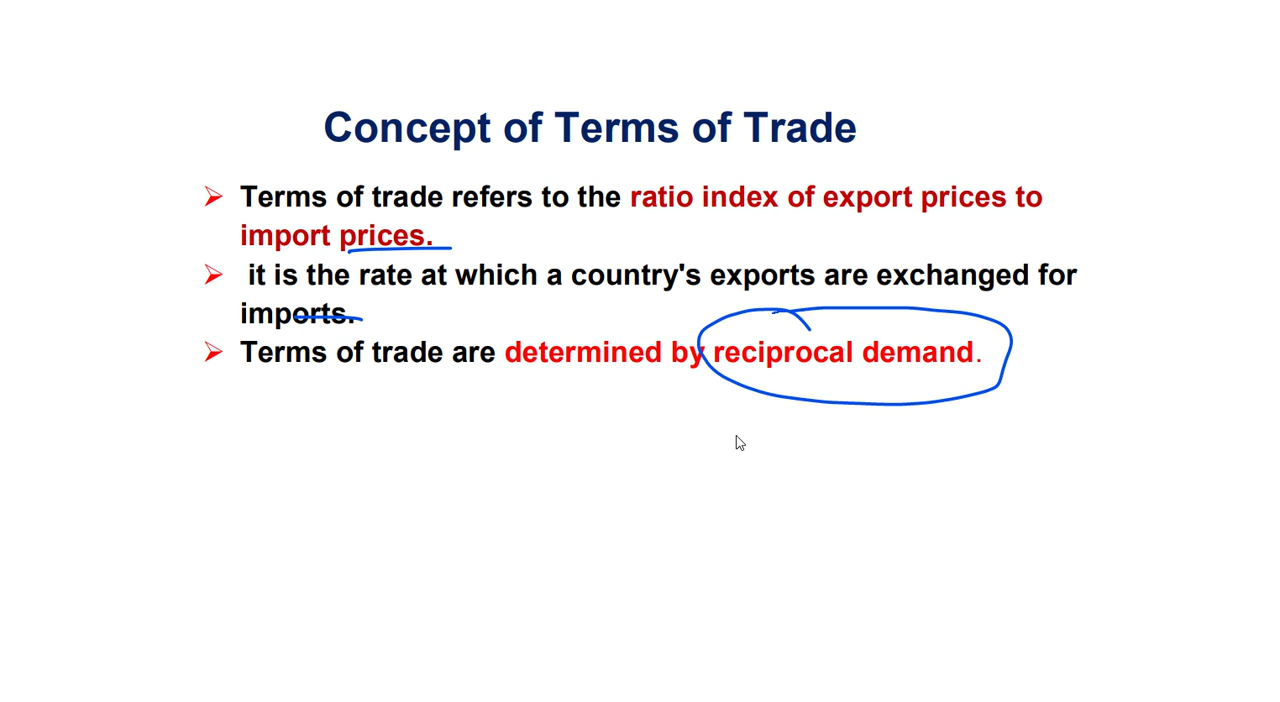 Concept of Terms of Trade
Terms of trade refers to the ratio index of export prices to
import prices.
it is the rate at which a country's exports are exchanged for
imports.
Terms of trade are determined by reciprocal demand.